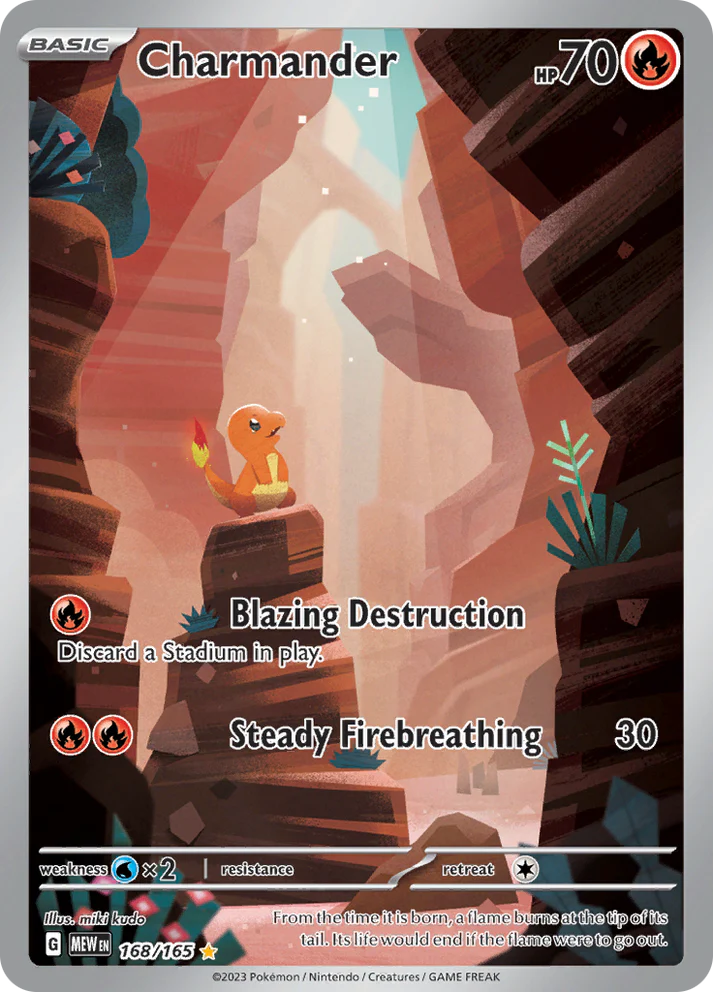 BASIC
Charmander
HP70
Blazing Destruction
Discard a Stadium in play.
Steady Firebreathing 30
weakness ×2 resistance retreat
Illus. miki kudo
From the time it is born, a flame burns at the tip of its
tail. Its life would end if the flame were to go out.
G MEW EN 168/165
©2023 Pokémon / Nintendo / Creatures / GAME FREAK